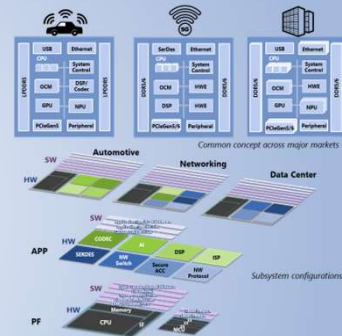 5G
USB
Ethernet
CPU
System
Control
LPDDR5
LPDDR5
OCM
DSP/
Codec
GPU
NPU
PCIeGen5
Peripheral
SerDes
Ethernet
CPU
System
Control
DDR5/6
DDR5/6
OCM
HWE
DSP
HWE
PCIeGen5/6
Peripheral
USB
Ethernet
CPU
System
Control
DDR5/6
DDR5/6
OCM
HWE
GPU
NPU
PCIeGen5/6
Peripheral
Common concept across major markets
Automotive
Networking
Data Center
SW
HW
SW
HW
APP
CODEC
AI
DSP
ISP
SERDES
NW
Switch
Secure
ACC
NW
Protocol
Subsystem configurations
SW
HW
PF
Memory
CPU